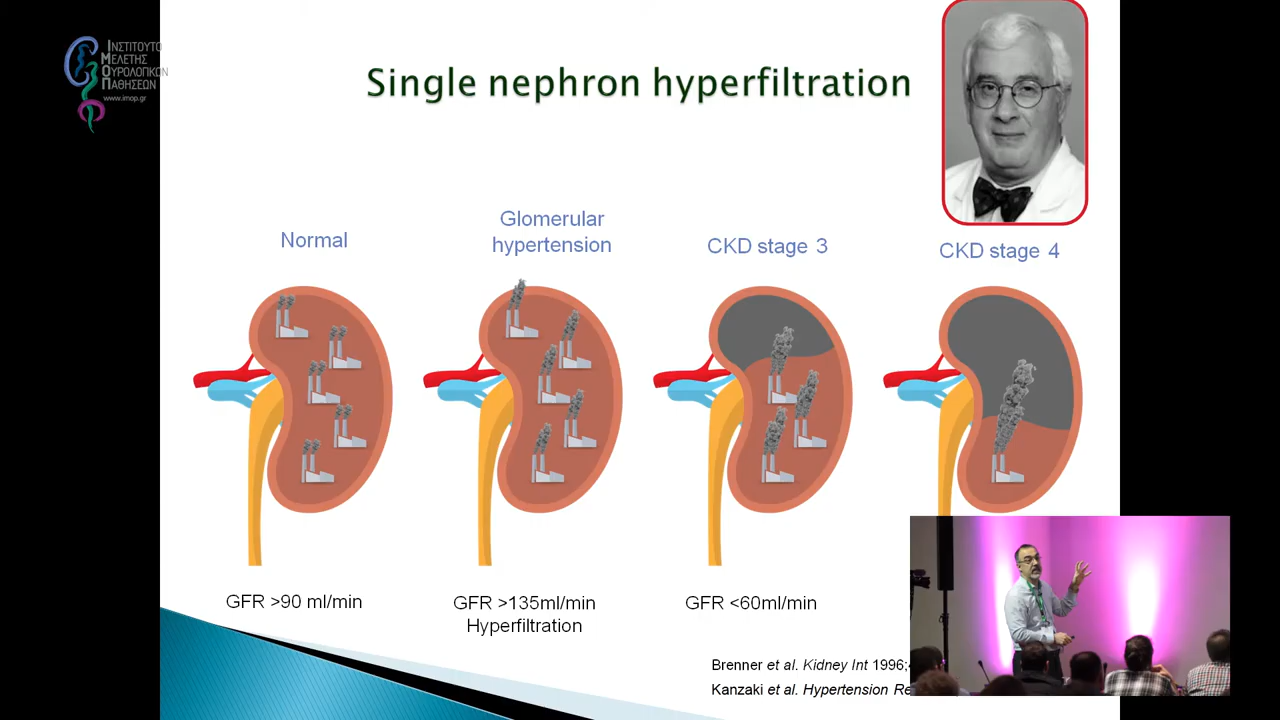 ΙΝΣΤΙΤΟΥΤΟ
ΜΕΛΕΤΗΣ
ΟΥΡΟΛΟΓΙΚΩΝ
ΠΑΘΗΣΕΩΝ
www.imop.gr
Single nephron hyperfiltration
Normal
Glomerular
hypertension
CKD stage 3
CKD stage 4
GFR >90 ml/min
GFR >135ml/min
Hyperfiltration
GFR <60ml/min
Brenner et al. Kidney Int 1996;
Kanzaki et al. Hypertension